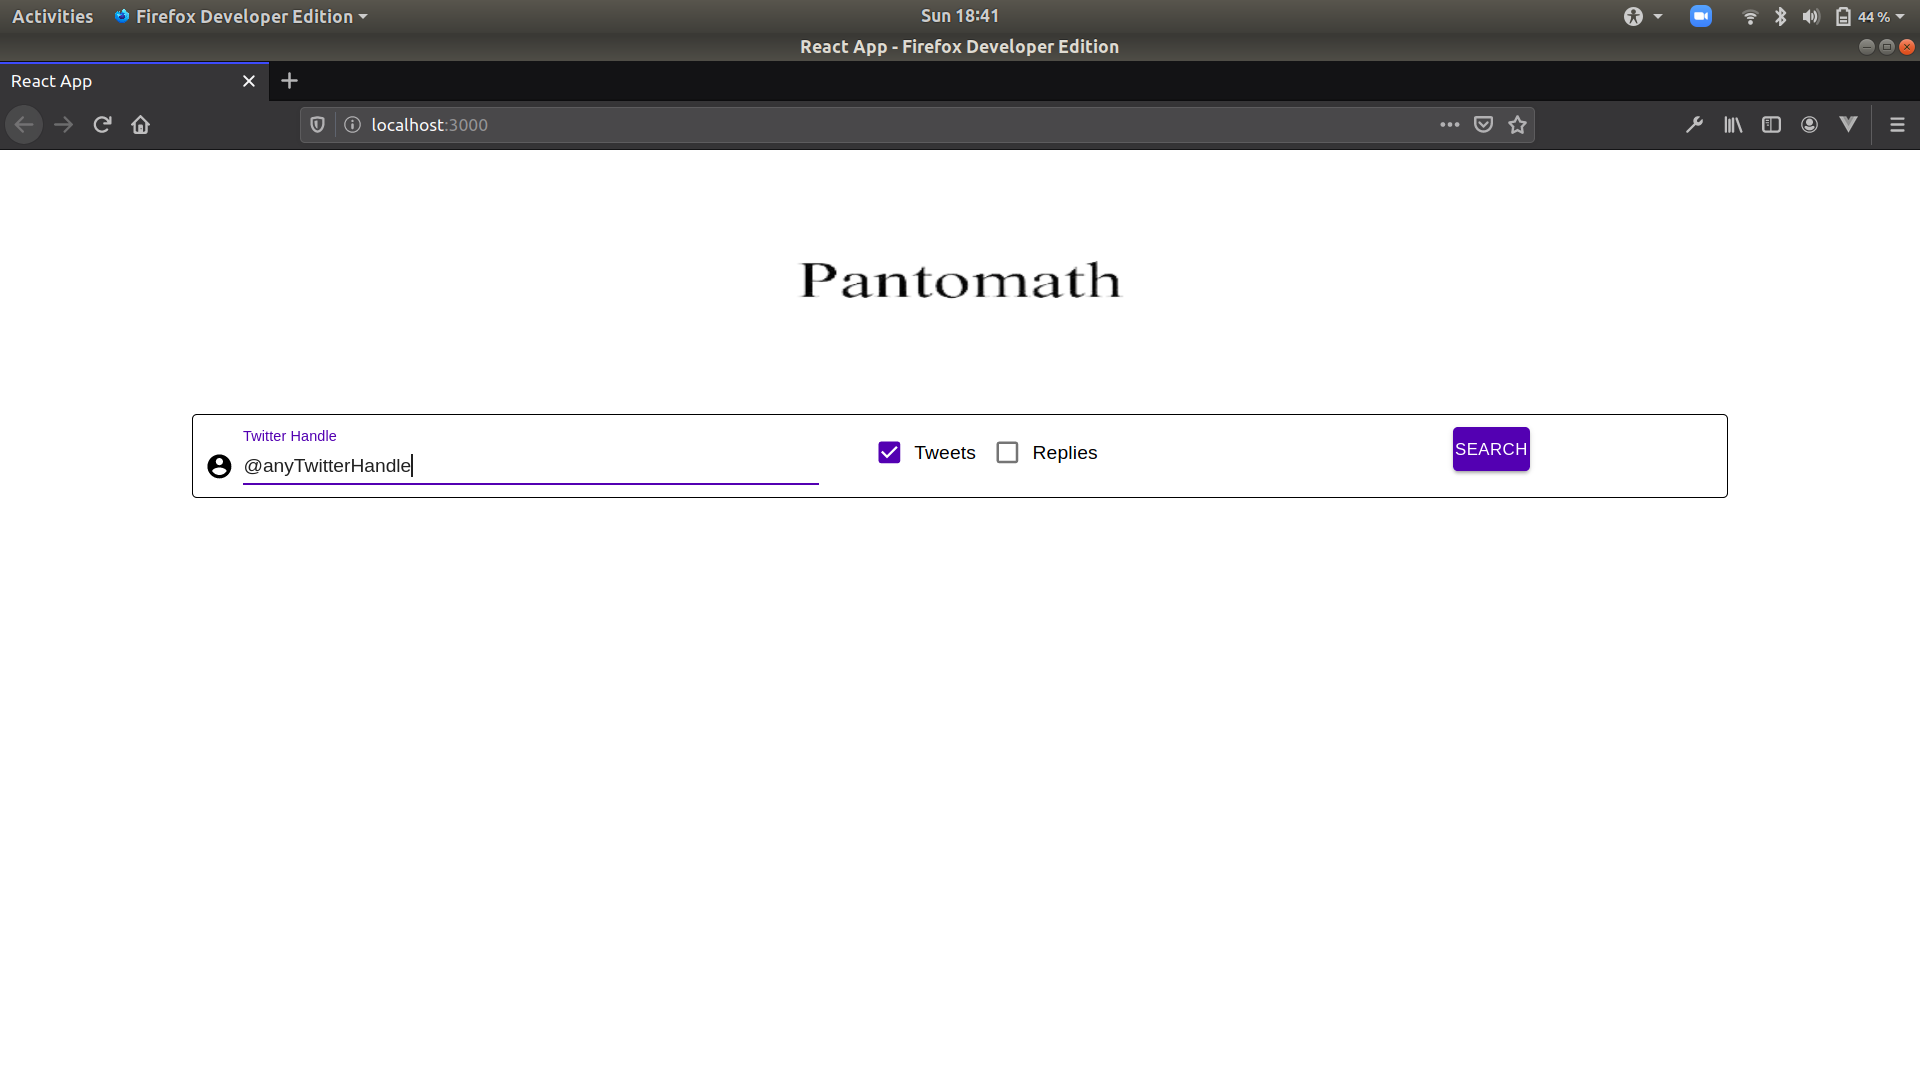 Activities Firefox Developer Edition Sun 18:41 44 %
React App - Firefox Developer Edition
React App
localhost:3000
Pantomath
Twitter Handle
@anyTwitterHandle
Tweets Replies SEARCH